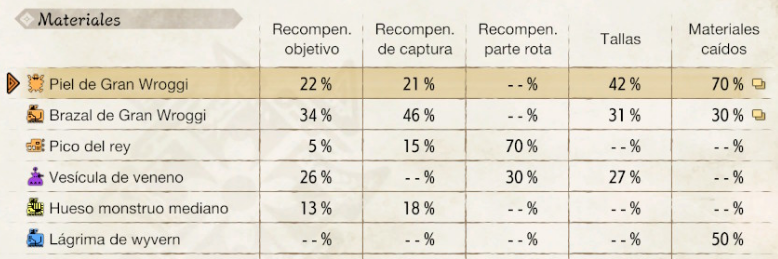 Materiales
Recompen. objetivo Recompen. de captura Recompen. parte rota Tallas Materiales caídos
Piel de Gran Wroggi 22 % 21 % - - % 42 % 70 %
Brazal de Gran Wroggi 34 % 46 % - - % 31 % 30 %
Pico del rey 5 % 15 % 70 % - - % - - %
Vesícula de veneno 26 % - - % 30 % 27 % - - %
Hueso monstruo mediano 13 % 18 % - - % - - % - - %
Lágrima de wyvern - - % - - % - - % - - % 50 %